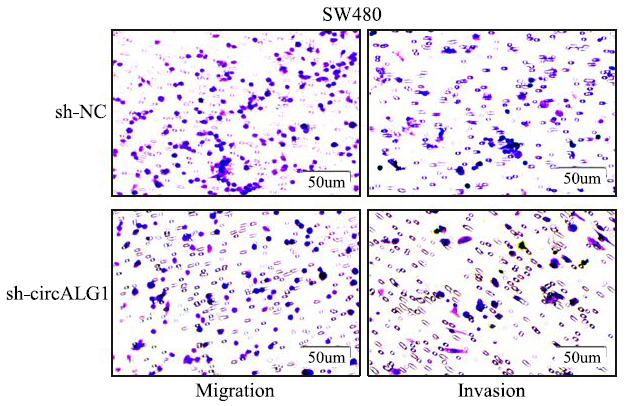 SW480
sh-NC
50um
50um
sh-circALG1
50um
50um
Migration
Invasion